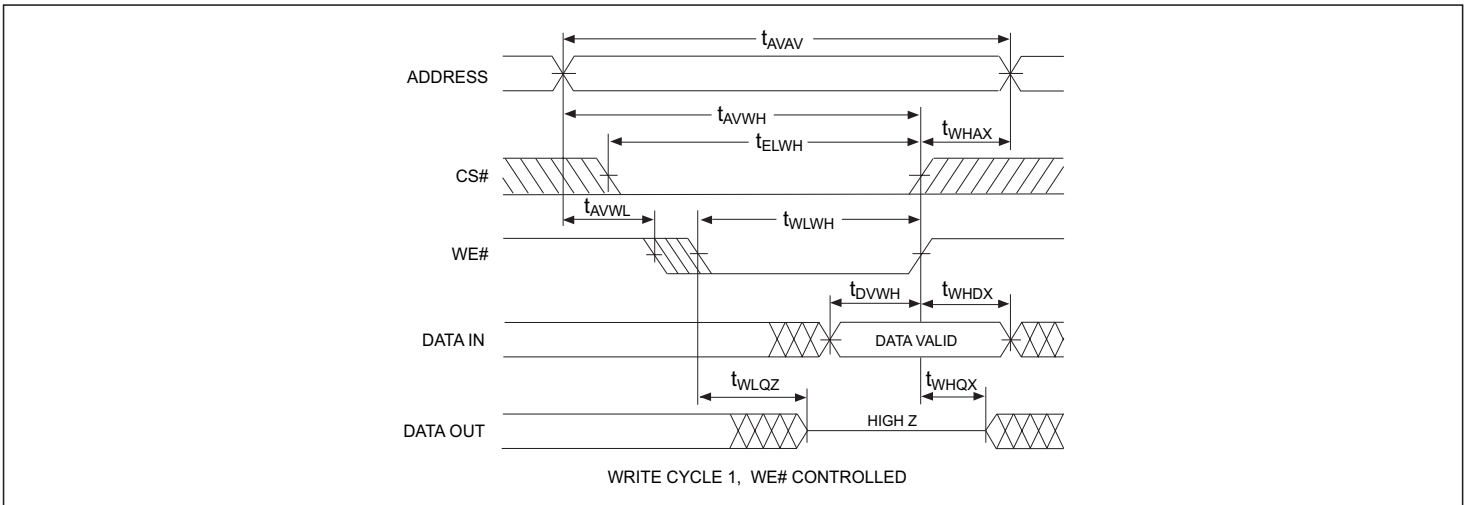 tAVAV
ADDRESS
tAVWH
tWHAX
tELWH
CS#
tAVWL
tWLWH
WE#
tDVWH
tWHDX
DATA IN
DATA VALID
tWLQZ
tWHQX
HIGH Z
DATA OUT
WRITE CYCLE 1, WE# CONTROLLED